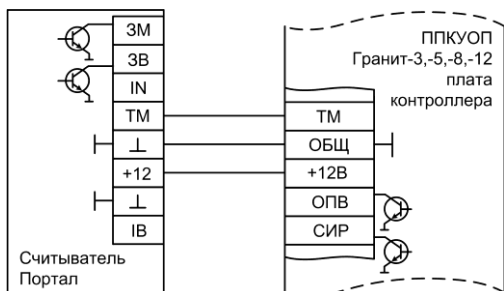 ЗМ
ЗВ
IN
ТМ
⊥
+12
⊥
IB
Считыватель
Портал
ППКУОП
Гранит-3,-5,-8,-12
плата
контроллера
ТМ
ОБЩ
+12В
ОПВ
СИР